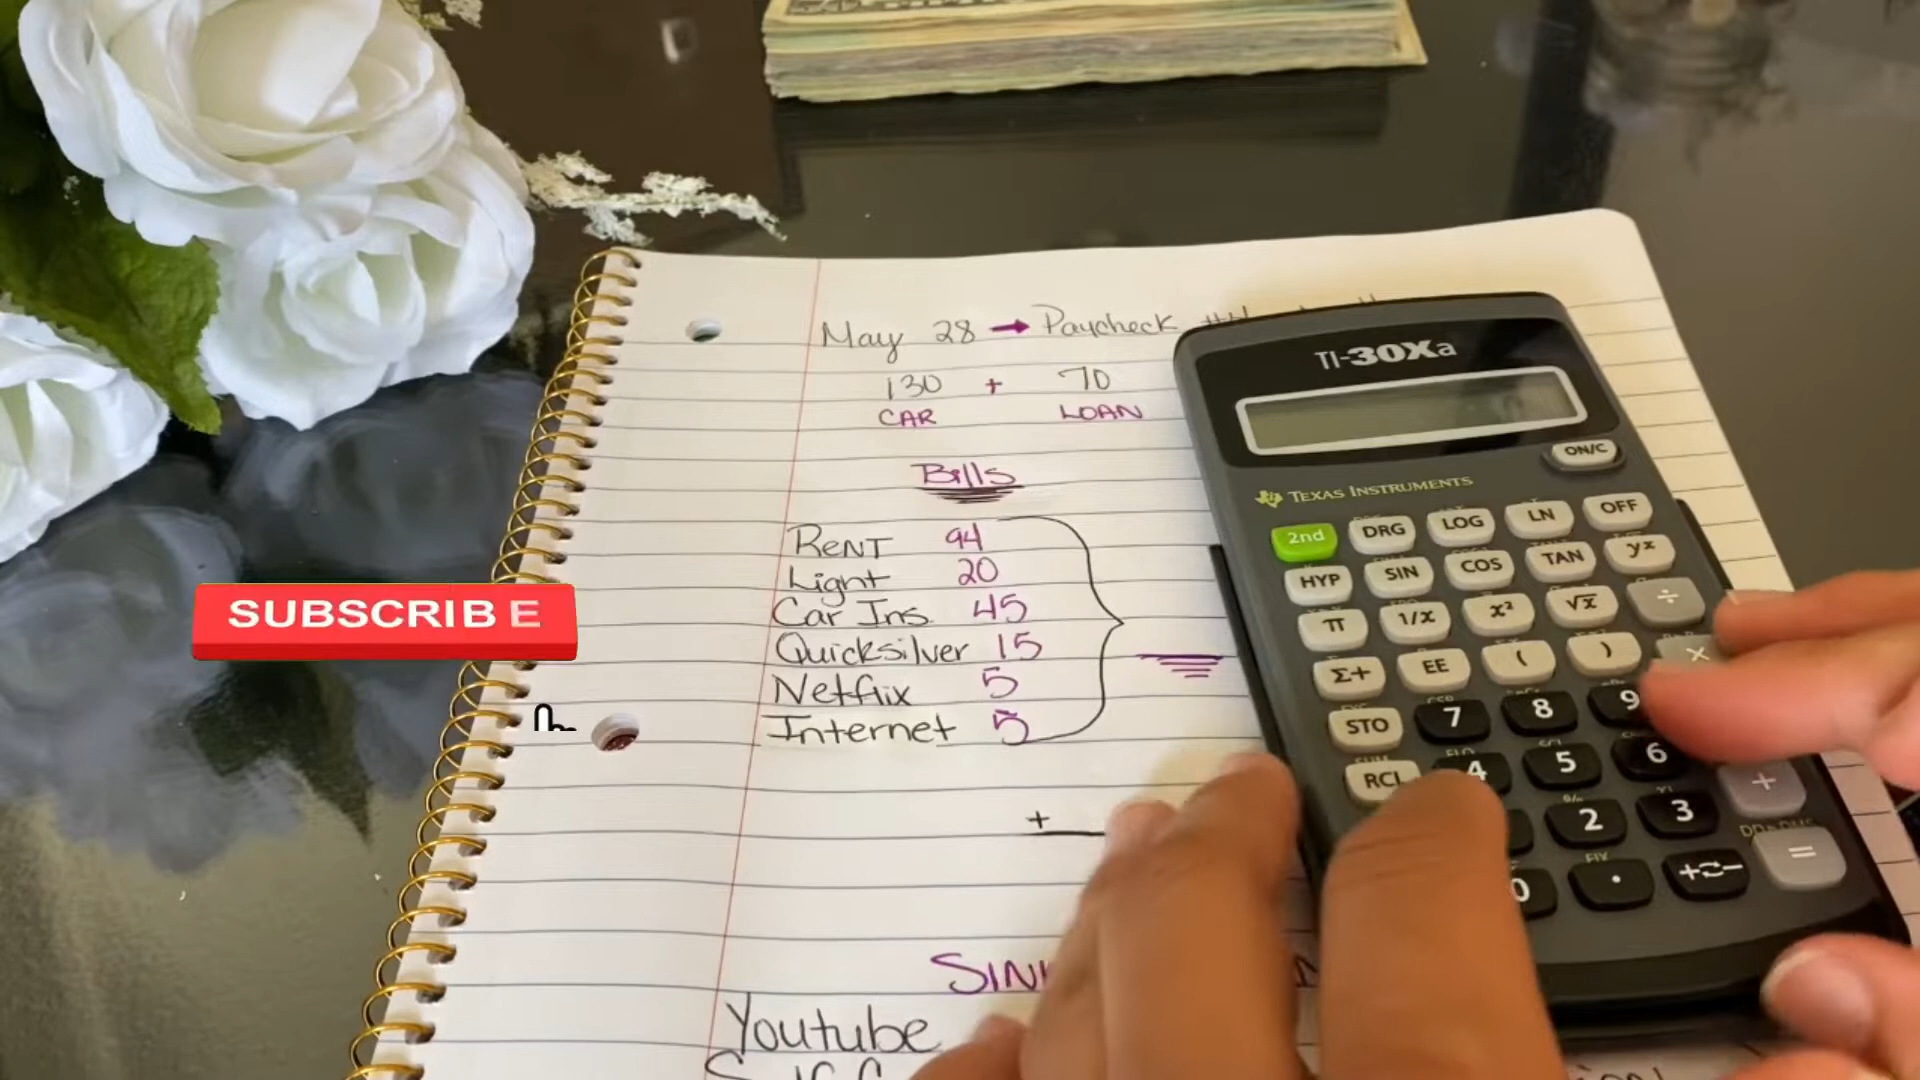 May 28 → Paycheck
130 + 70
CAR LOAN
Bills
RENT 94
Light 20
Car Ins. 45
Quicksilver 15
Netflix 5
Internet 5
+
Youtube
SUBSCRIBE
TI-30Xa
ON/C
TEXAS INSTRUMENTS
2nd DRG LOG LN OFF
HYP SIN COS TAN yx
π 1/x x² √x ÷
Σ+ EE ( ) ×
STO 7 8 9
RCL 4 5 6 +
2 3
0 . +⇄− =